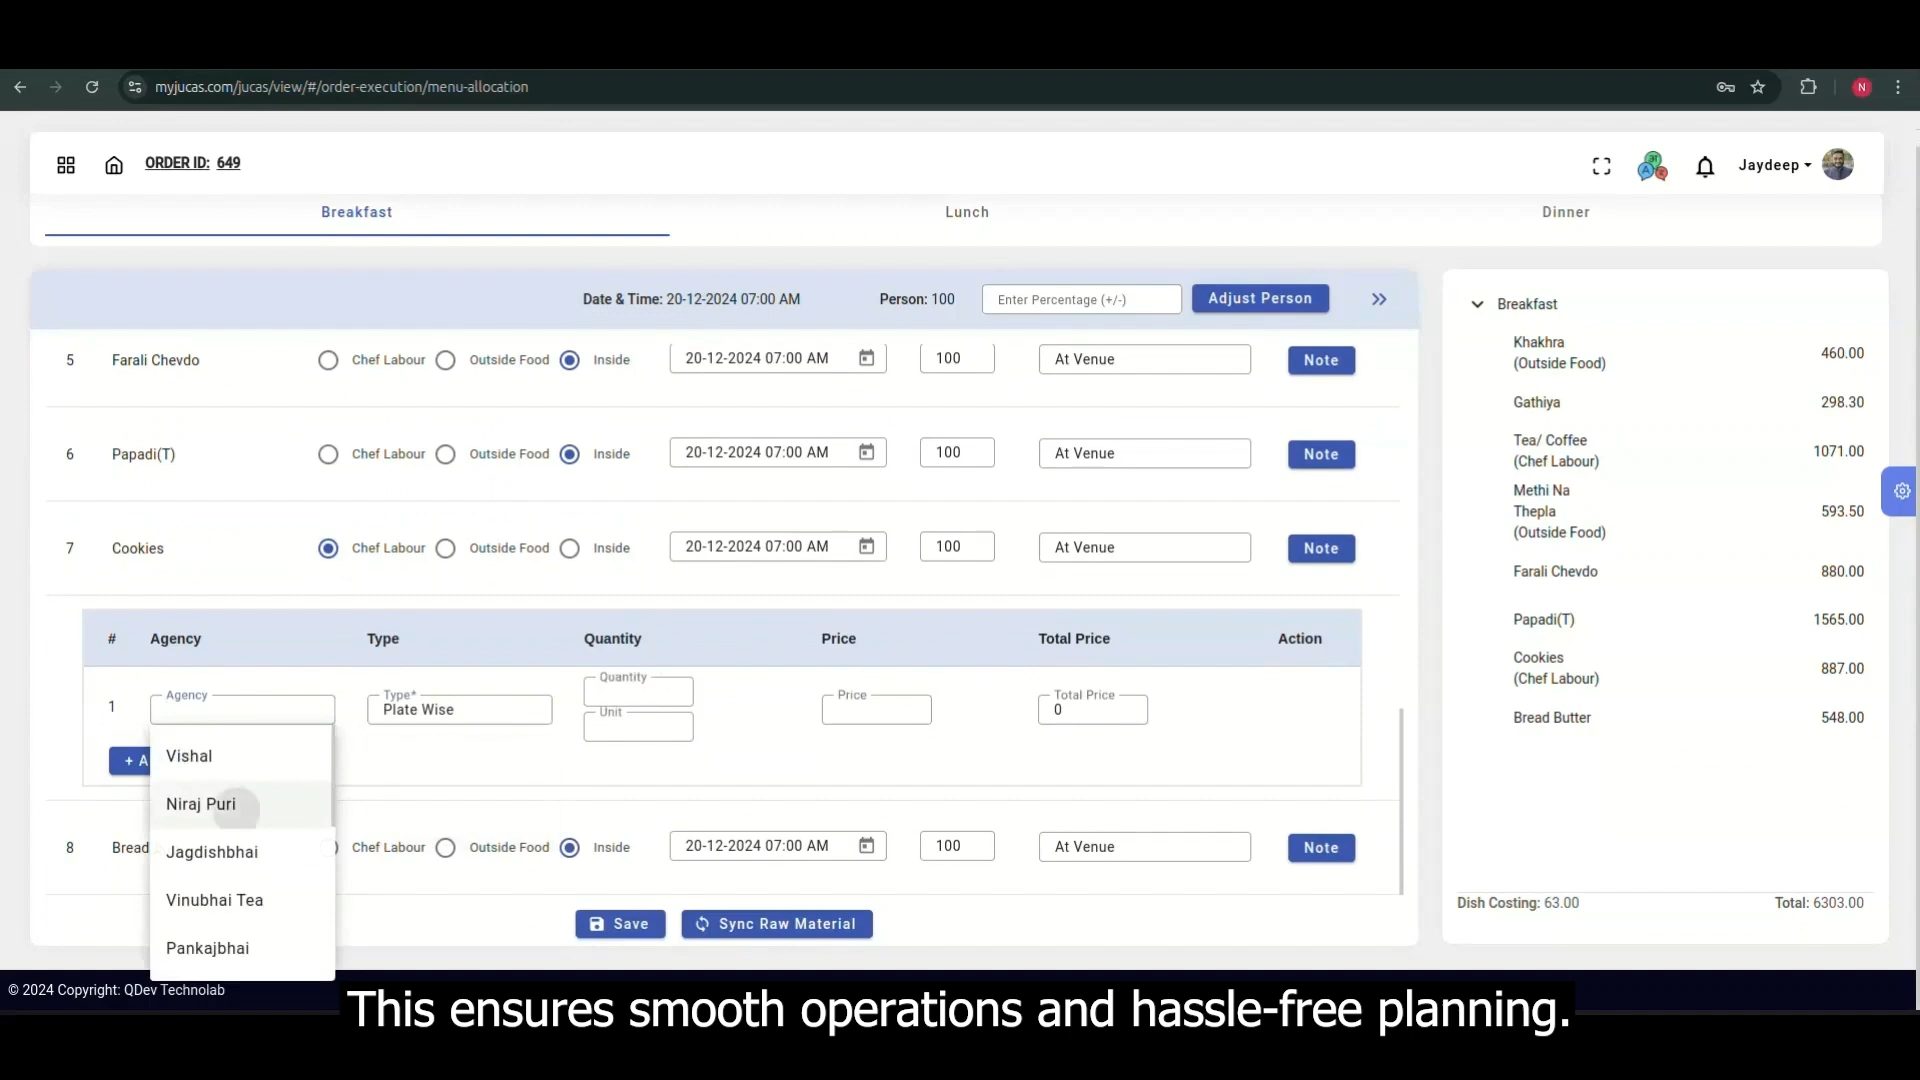 myjucas.com/jucas/view/#/order-execution/menu-allocation
N
ORDER ID: 649
Jaydeep
Breakfast Lunch Dinner
Date & Time: 20-12-2024 07:00 AM Person: 100 Enter Percentage (+/-) Adjust Person
5 Farali Chevdo Chef Labour Outside Food Inside 20-12-2024 07:00 AM 100 At Venue Note
6 Papadi(T) Chef Labour Outside Food Inside 20-12-2024 07:00 AM 100 At Venue Note
7 Cookies Chef Labour Outside Food Inside 20-12-2024 07:00 AM 100 At Venue Note
# Agency Type Quantity Price Total Price Action
1 Agency Type* Plate Wise Quantity Unit Price Total Price 0
+ A
Vishal
Niraj Puri
Jagdishbhai
Vinubhai Tea
Pankajbhai
8 Bread Chef Labour Outside Food Inside 20-12-2024 07:00 AM 100 At Venue Note
Save Sync Raw Material
Breakfast
Khakhra
(Outside Food) 460.00
Gathiya 298.30
Tea/ Coffee
(Chef Labour) 1071.00
Methi Na
Thepla 593.50
(Outside Food)
Farali Chevdo 880.00
Papadi(T) 1565.00
Cookies
(Chef Labour) 887.00
Bread Butter 548.00
Dish Costing: 63.00 Total: 6303.00
© 2024 Copyright: QDev Technolab
This ensures smooth operations and hassle-free planning.